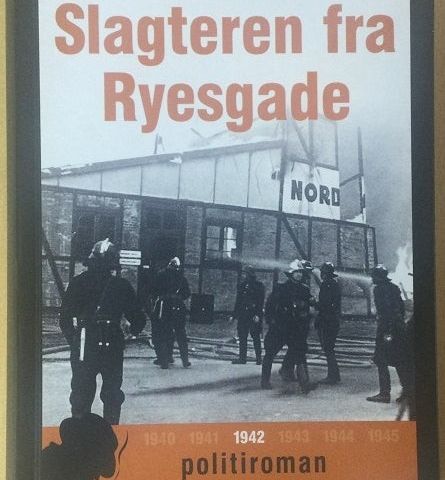 Slagteren fra
Ryesgade
NORD
1940 1941 1942 1943 1944 1945
politiroman